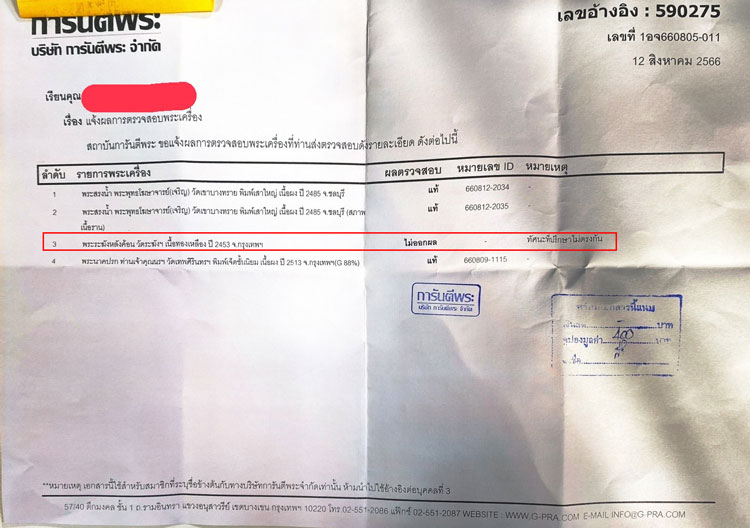 การันตีพระ
บริษัท การันตีพระ จำกัด
เลขอ้างอิง : 590275
เลขที่ 1อจ660805-011
12 สิงหาคม 2566
เรียนคุณ
เรื่อง แจ้งผลการตรวจสอบพระเครื่อง
สถาบันการันตีพระ ขอแจ้งผลการตรวจสอบพระเครื่องที่ท่านส่งตรวจสอบดังรายละเอียด ดังต่อไปนี้
ลำดับ รายการพระเครื่อง ผลตรวจสอบ หมายเลข ID หมายเหตุ
1 พระสรงน้ำ พระพุทธโฆษาจารย์(เจริญ) วัดเขาบางทราย พิมพ์เสาใหญ่ เนื้อผง ปี 2485 จ.ชลบุรี แท้ 660812-2034
2 พระสรงน้ำ พระพุทธโฆษาจารย์(เจริญ) วัดเขาบางทราย พิมพ์เสาใหญ่ เนื้อผง ปี 2485 จ.ชลบุรี (สภาพ แท้ 660812-2035
เนื้อราน)
3 พระระฆังหลังค้อน วัดระฆังฯ เนื้อทองเหลือง ปี 2453 จ.กรุงเทพฯ ไม่ออกผล - ทัศนะที่ปรึกษาไม่ตรงกัน
4 พระนาคปรก ท่านเจ้าคุณนรฯ วัดเทพศิรินทรฯ พิมพ์เจ็ดชั้นนิยม เนื้อผง ปี 2513 จ.กรุงเทพฯ(G 88%) แท้ 660809-1115
การันตีพระ
บริษัท การันตีพระ จำกัด
บาท
คูปองมูลค่า 400 บาท
**หมายเหตุ เอกสารนี้ใช้สำหรับสมาชิกที่ระบุชื่อข้างต้นกับทางบริษัทการันตีพระจำกัดเท่านั้น ห้ามนำไปใช้อ้างอิงต่อบุคคลที่ 3
57/40 ตึกมงคล ชั้น 1 ถ.รามอินทรา แขวงอนุสาวรีย์ เขตบางเขน กรุงเทพฯ 10220 โทร 02-551-2086 แฟ็กซ์ 02-551-2087 WEBSITE : WWW.G-PRA.COM E-MAIL INFO@G-PRA.COM